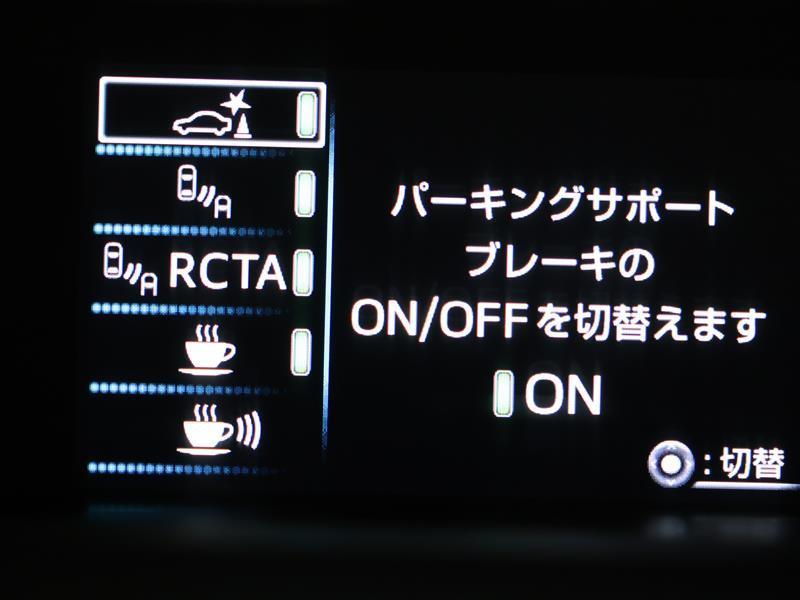 RCTA
パーキングサポート
ブレーキの
ON/OFFを切替えます
ON
:切替